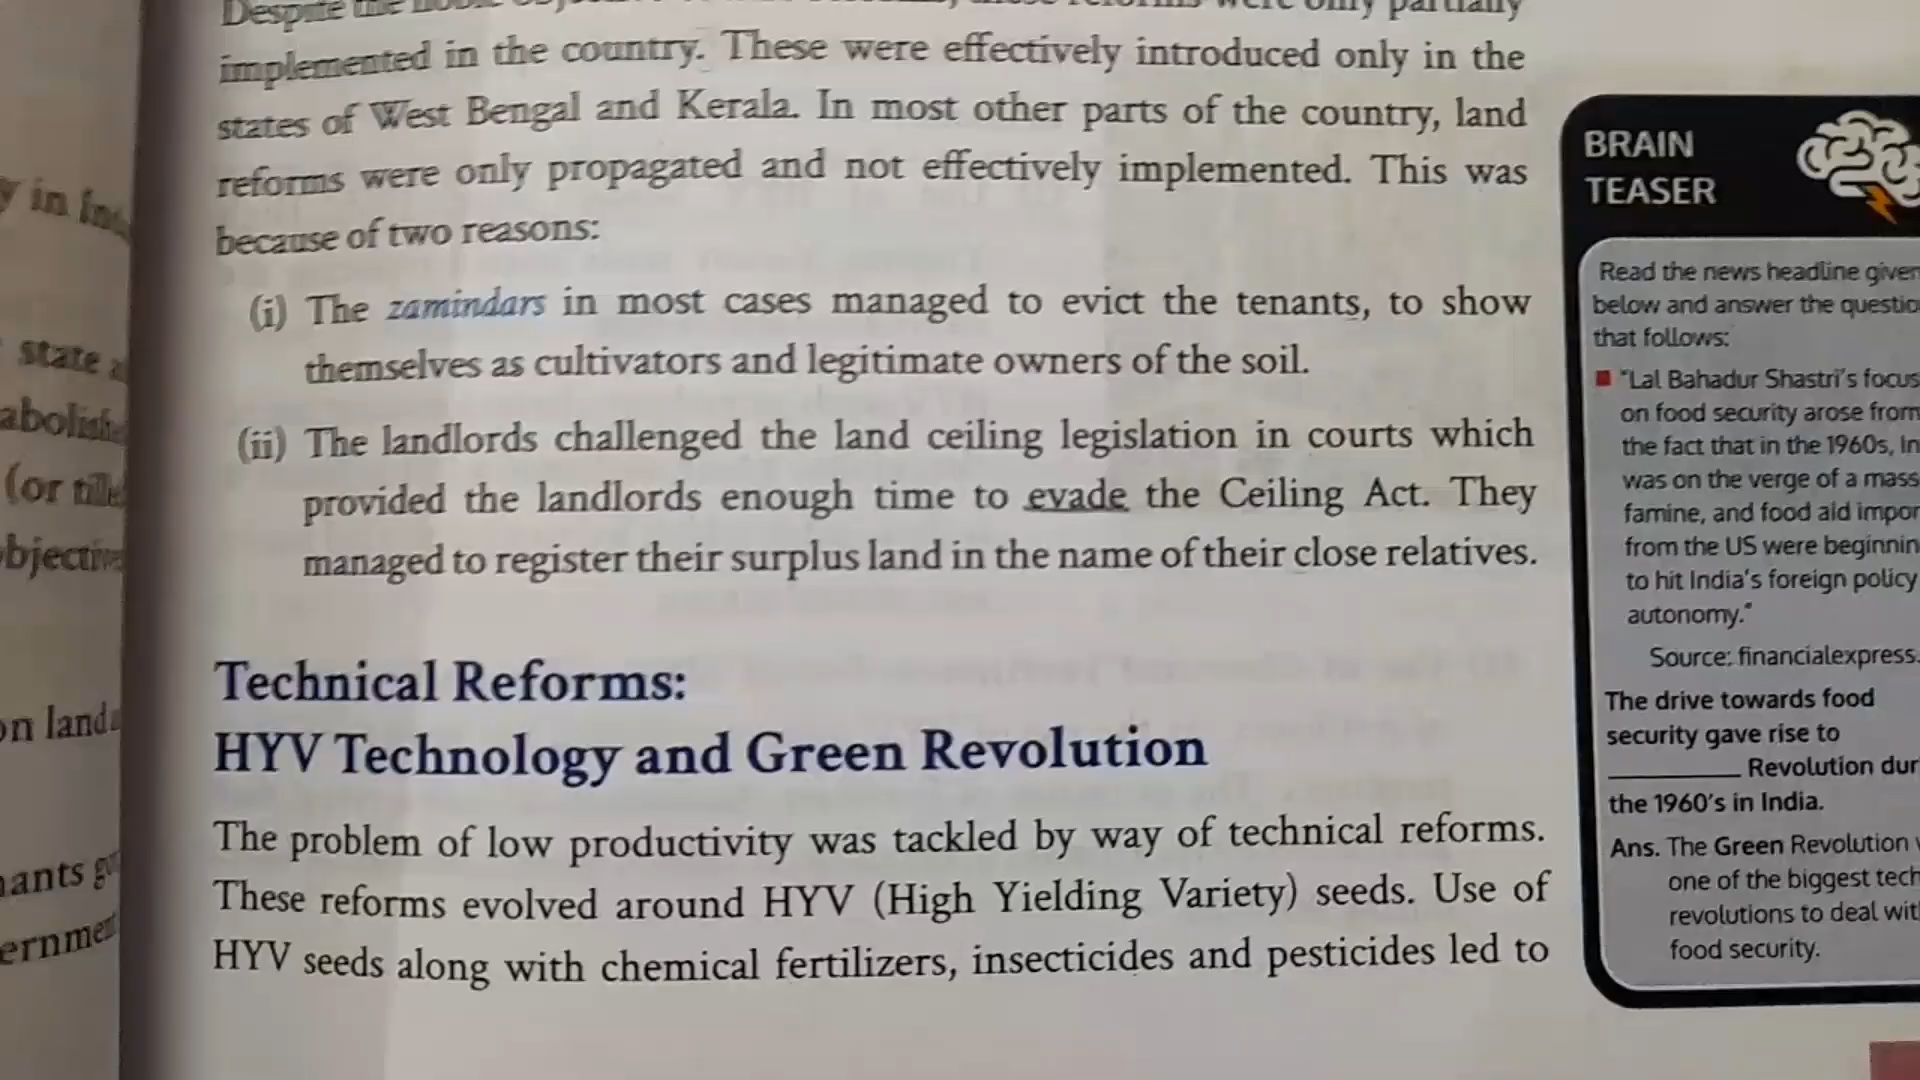 implemented in the country. These were effectively introduced only in the
states of West Bengal and Kerala. In most other parts of the country, land
reforms were only propagated and not effectively implemented. This was
because of two reasons:
(i) The zamindars in most cases managed to evict the tenants, to show
themselves as cultivators and legitimate owners of the soil.
(ii) The landlords challenged the land ceiling legislation in courts which
provided the landlords enough time to evade the Ceiling Act. They
managed to register their surplus land in the name of their close relatives.
Technical Reforms:
HYV Technology and Green Revolution
The problem of low productivity was tackled by way of technical reforms.
These reforms evolved around HYV (High Yielding Variety) seeds. Use of
HYV seeds along with chemical fertilizers, insecticides and pesticides led to
BRAIN
TEASER
Read the news headline given
below and answer the questio
that follows:
"Lal Bahadur Shastri's focus
on food security arose from
the fact that in the 1960s, In
was on the verge of a mass
famine, and food aid impor
from the US were beginnin
to hit India's foreign policy
autonomy."
Source: financialexpress.
The drive towards food
security gave rise to
__________ Revolution dur
the 1960's in India.
Ans. The Green Revolution
one of the biggest tech
revolutions to deal wit
food security.
y in
state
(or
on land